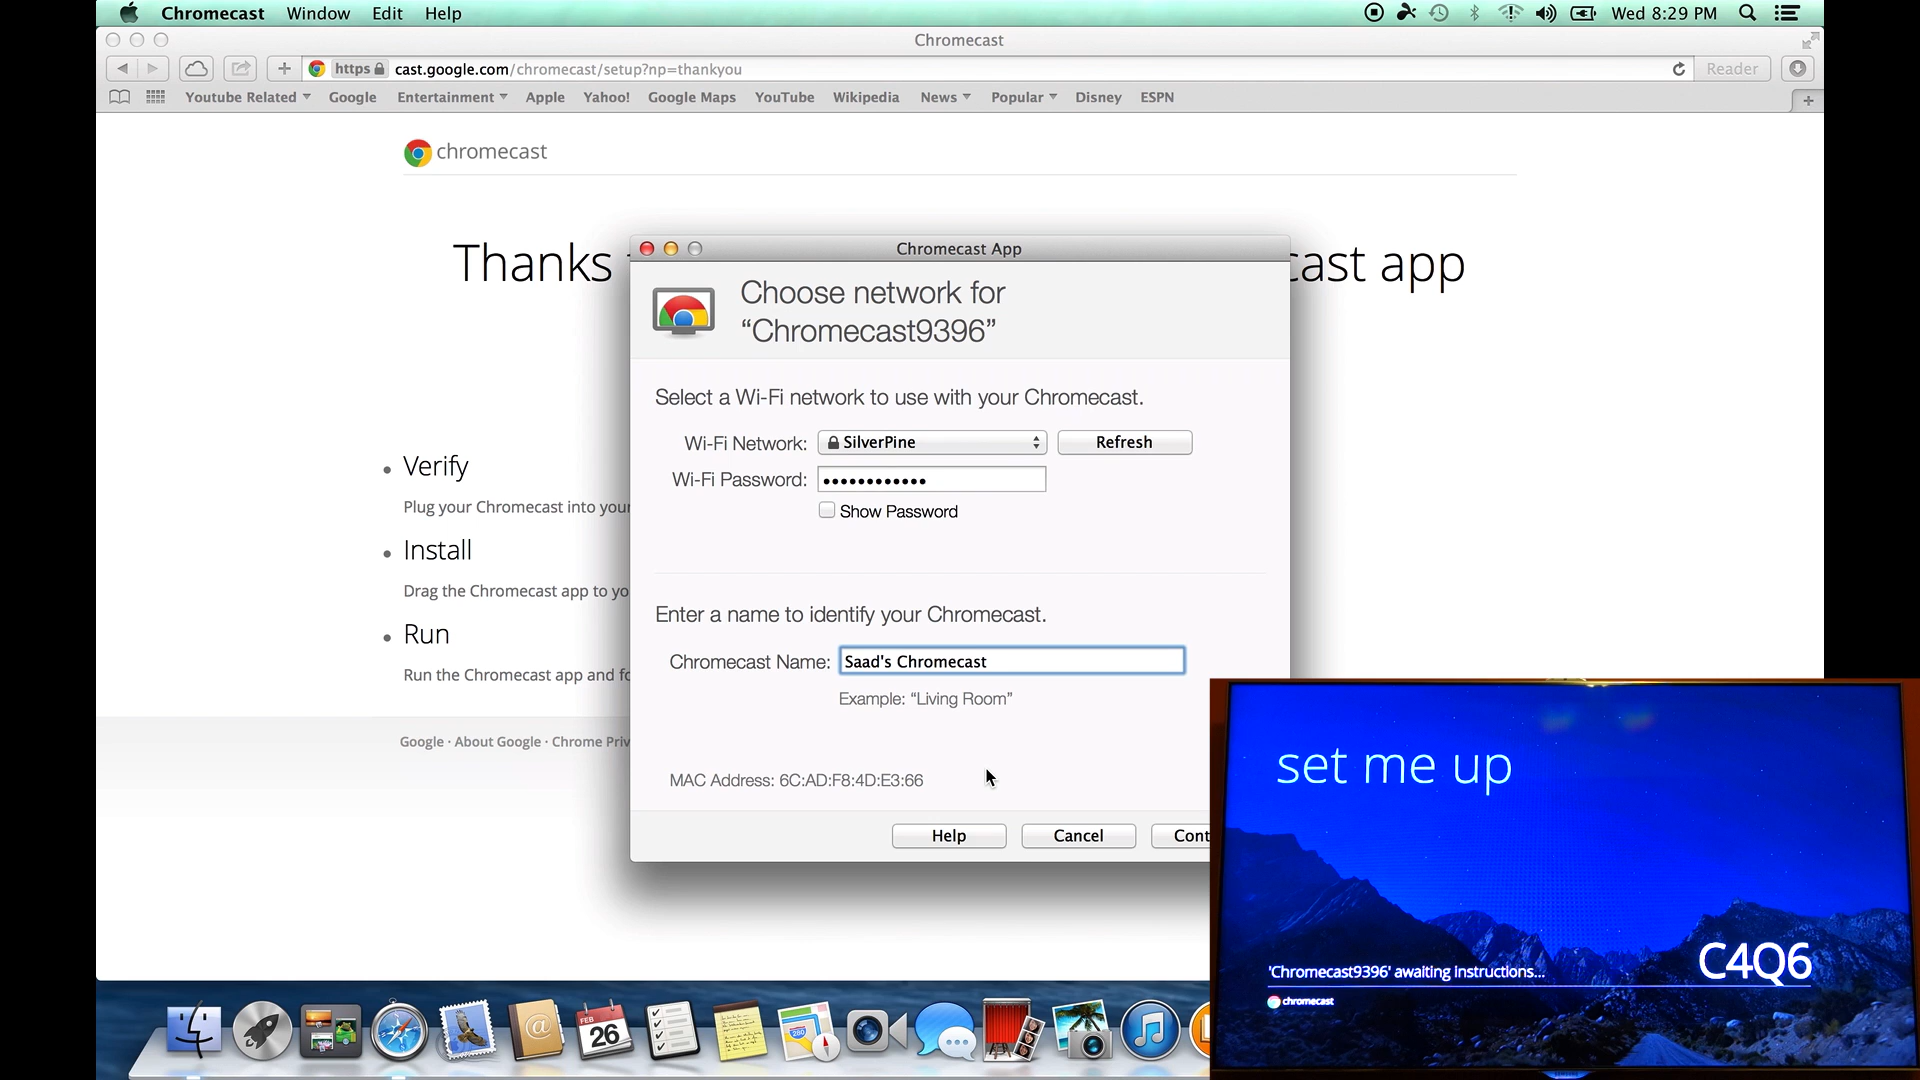 Chromecast Window Edit Help Wed 8:29 PM
Chromecast
https cast.google.com/chromecast/setup?np=thankyou Reader
Youtube Related Google Entertainment Apple Yahoo! Google Maps YouTube Wikipedia News Popular Disney ESPN
chromecast
Thanks
cast app
Chromecast App
Choose network for
“Chromecast9396”
Select a Wi-Fi network to use with your Chromecast.
Wi-Fi Network: SilverPine Refresh
Wi-Fi Password: ••••••••••••
Show Password
Verify
Plug your Chromecast into your
Install
Drag the Chromecast app to yo
Run
Run the Chromecast app and fo
Google · About Google · Chrome Priv
Enter a name to identify your Chromecast.
Chromecast Name: Saad's Chromecast
Example: “Living Room”
MAC Address: 6C:AD:F8:4D:E3:66
Help Cancel Cont
set me up
C4Q6
'Chromecast9396' awaiting instructions...
chromecast
FEB
26
280
SAMSUNG